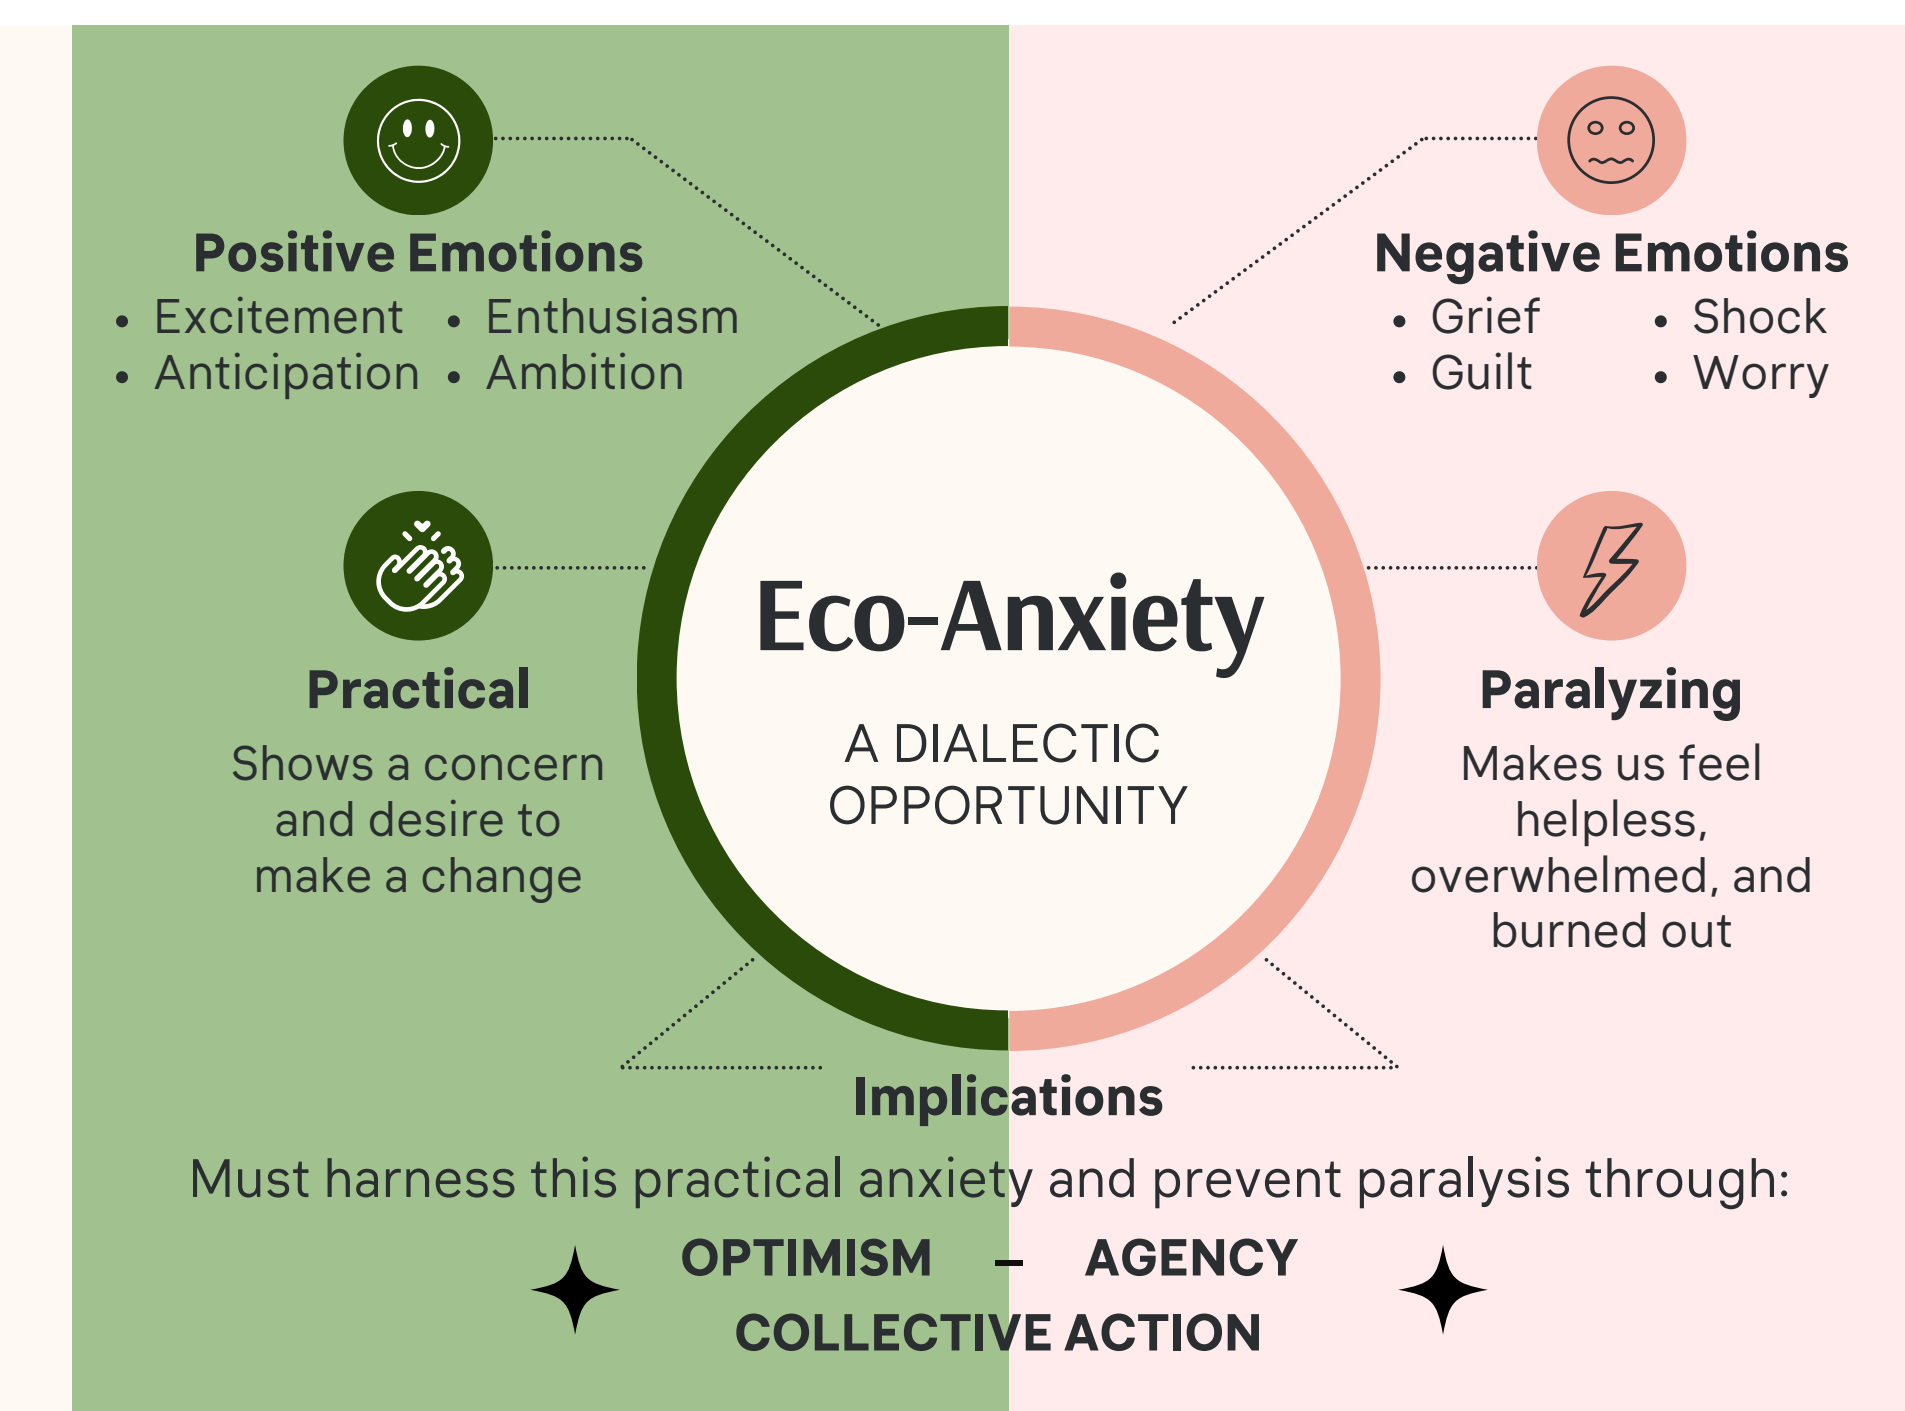 Positive Emotions
• Excitement • Enthusiasm
• Anticipation • Ambition
Negative Emotions
• Grief • Shock
• Guilt • Worry
Eco-Anxiety
A DIALECTIC
OPPORTUNITY
Practical
Shows a concern
and desire to
make a change
Paralyzing
Makes us feel
helpless,
overwhelmed, and
burned out
Implications
Must harness this practical anxiety and prevent paralysis through:
OPTIMISM – AGENCY
COLLECTIVE ACTION